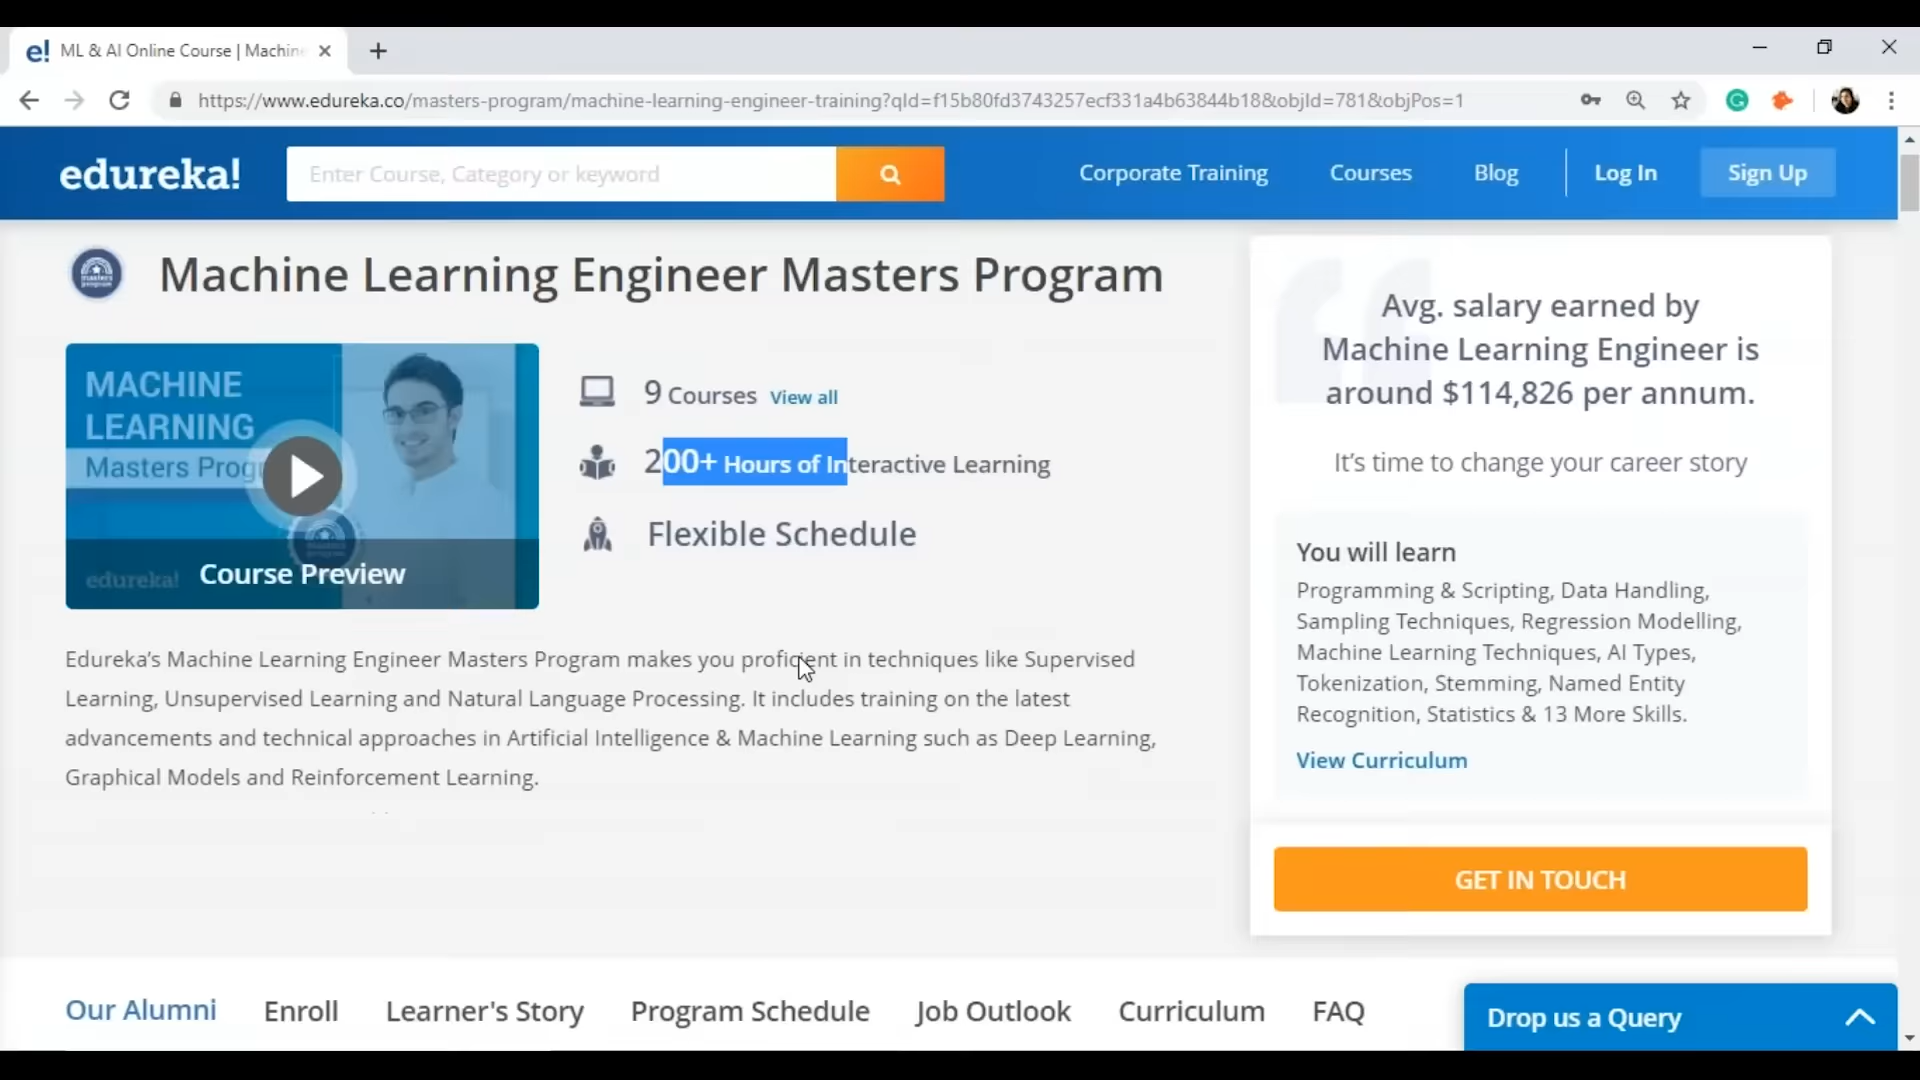 e! ML & AI Online Course | Machine
https://www.edureka.co/masters-program/machine-learning-engineer-training?qId=f15b80fd3743257ecf331a4b63844b18&objId=781&objPos=1
edureka!
Enter Course, Category or keyword
Corporate Training
Courses
Blog
Log In
Sign Up
Machine Learning Engineer Masters Program
MACHINE
LEARNING
Masters Prog
edureka!
Course Preview
9 Courses View all
200+ Hours of Interactive Learning
Flexible Schedule
Edureka's Machine Learning Engineer Masters Program makes you proficient in techniques like Supervised
Learning, Unsupervised Learning and Natural Language Processing. It includes training on the latest
advancements and technical approaches in Artificial Intelligence & Machine Learning such as Deep Learning,
Graphical Models and Reinforcement Learning.
Avg. salary earned by
Machine Learning Engineer is
around $114,826 per annum.
It's time to change your career story
You will learn
Programming & Scripting, Data Handling,
Sampling Techniques, Regression Modelling,
Machine Learning Techniques, AI Types,
Tokenization, Stemming, Named Entity
Recognition, Statistics & 13 More Skills.
View Curriculum
GET IN TOUCH
Our Alumni
Enroll
Learner's Story
Program Schedule
Job Outlook
Curriculum
FAQ
Drop us a Query